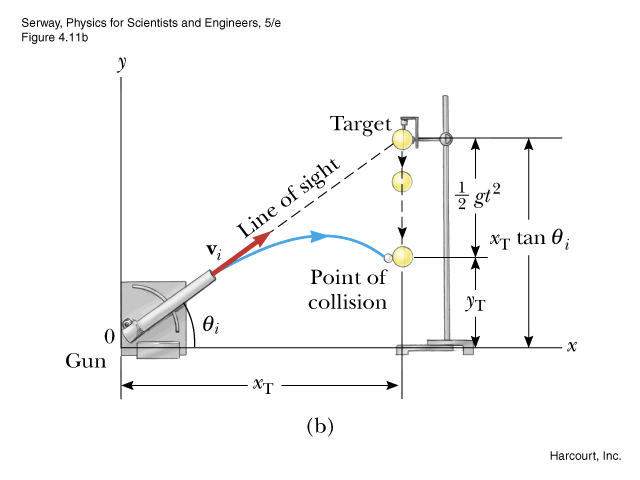 Serway, Physics for Scientists and Engineers, 5/e
Figure 4.11b
y
Target
Line of sight
1/2 gt²
v_i
x_T tan θ_i
Point of
collision
y_T
θ_i
0
Gun
x
x_T
(b)
Harcourt, Inc.